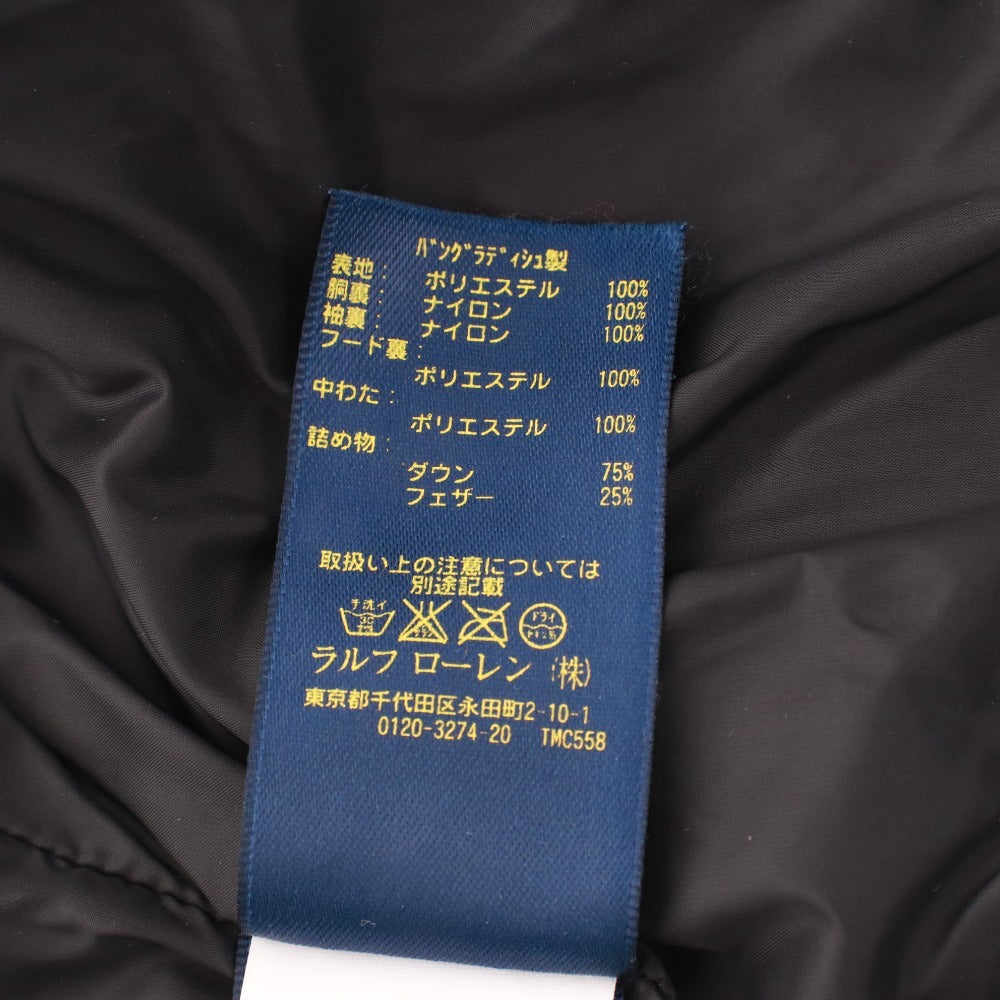 ﾊﾞﾝｸﾞﾗﾃﾞｨｼｭ製
表地: ポリエステル 100%
胴裏: ナイロン 100%
袖裏: ナイロン 100%
フード裏:
ポリエステル 100%
中わた:
ポリエステル 100%
詰め物:
ダウン 75%
フェザー 25%
取扱い上の注意については
別途記載
手洗イ ドライ
30
ラルフ ローレン (株)
東京都千代田区永田町2-10-1
0120-3274-20 TMC558